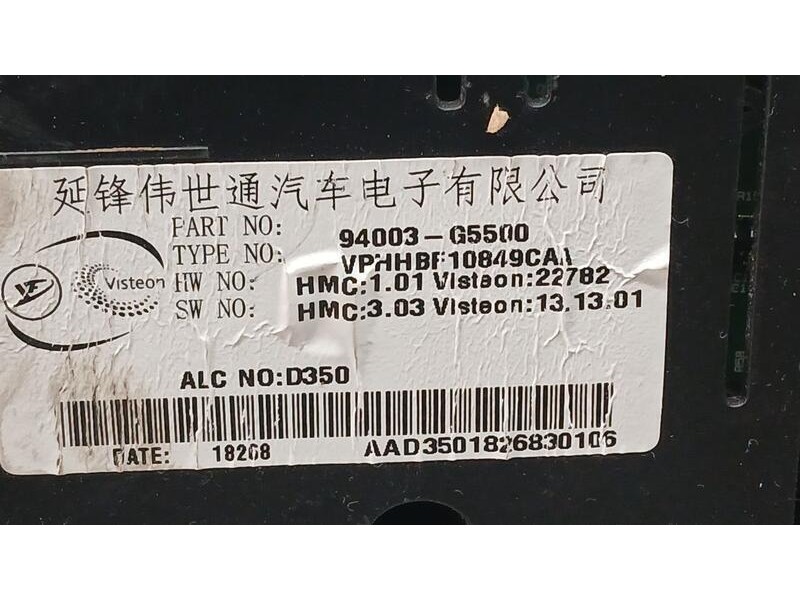 延锋伟世通汽车电子有限公司
PART NO: 94003-G5500
TYPE NO: VPHHBF10849CAA
Visteon
HW NO: HMC:1.01 Visteon:22782
SW NO: HMC:3.03 Visteon:13.13.01
ALC NO:D350
DATE: 18268 AAD3501826830106